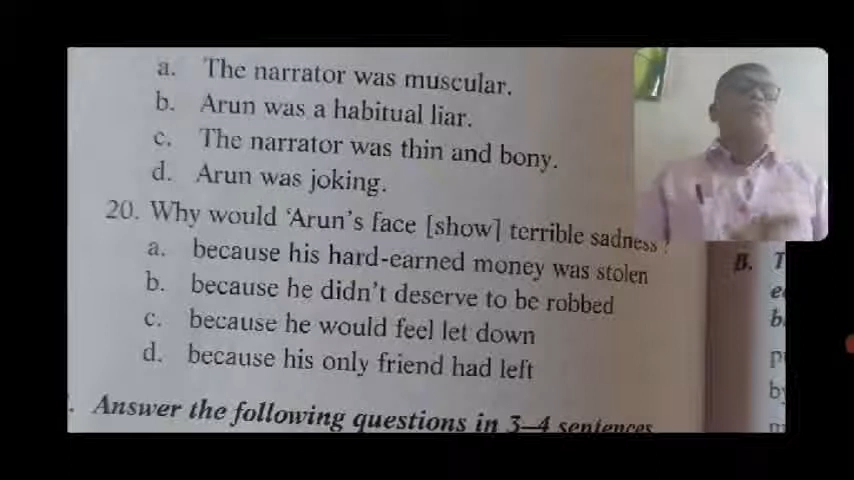 a. The narrator was muscular.
b. Arun was a habitual liar.
c. The narrator was thin and bony.
d. Arun was joking.
20. Why would ‘Arun’s face [show] terrible sadness’?
a. because his hard-earned money was stolen
b. because he didn’t deserve to be robbed
c. because he would feel let down
d. because his only friend had left
Answer the following questions in 3–4 sentences
B. T